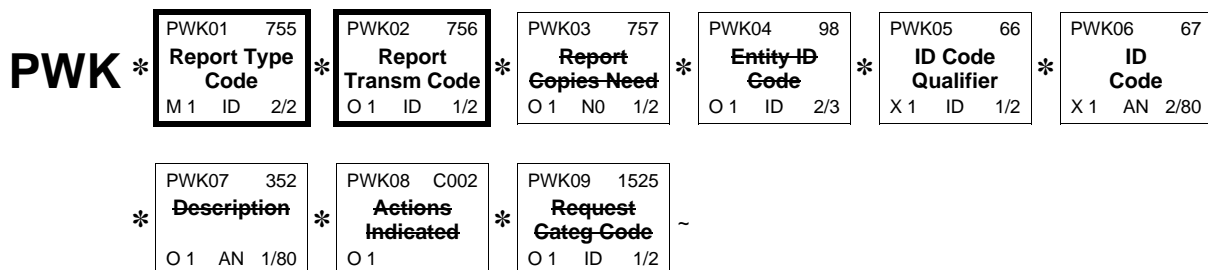 PWK01 755 PWK02 756 PWK03 757 PWK04 98 PWK05 66 PWK06 67
PWK * Report Type * Report * Report * Entity ID * ID Code * ID
Code Transm Code Copies Need Code Qualifier Code
M 1 ID 2/2 O 1 ID 1/2 O 1 N0 1/2 O 1 ID 2/3 X 1 ID 1/2 X 1 AN 2/80
PWK07 352 PWK08 C002 PWK09 1525
* Description * Actions * Request ~
Indicated Categ Code
O 1 AN 1/80 O 1 O 1 ID 1/2